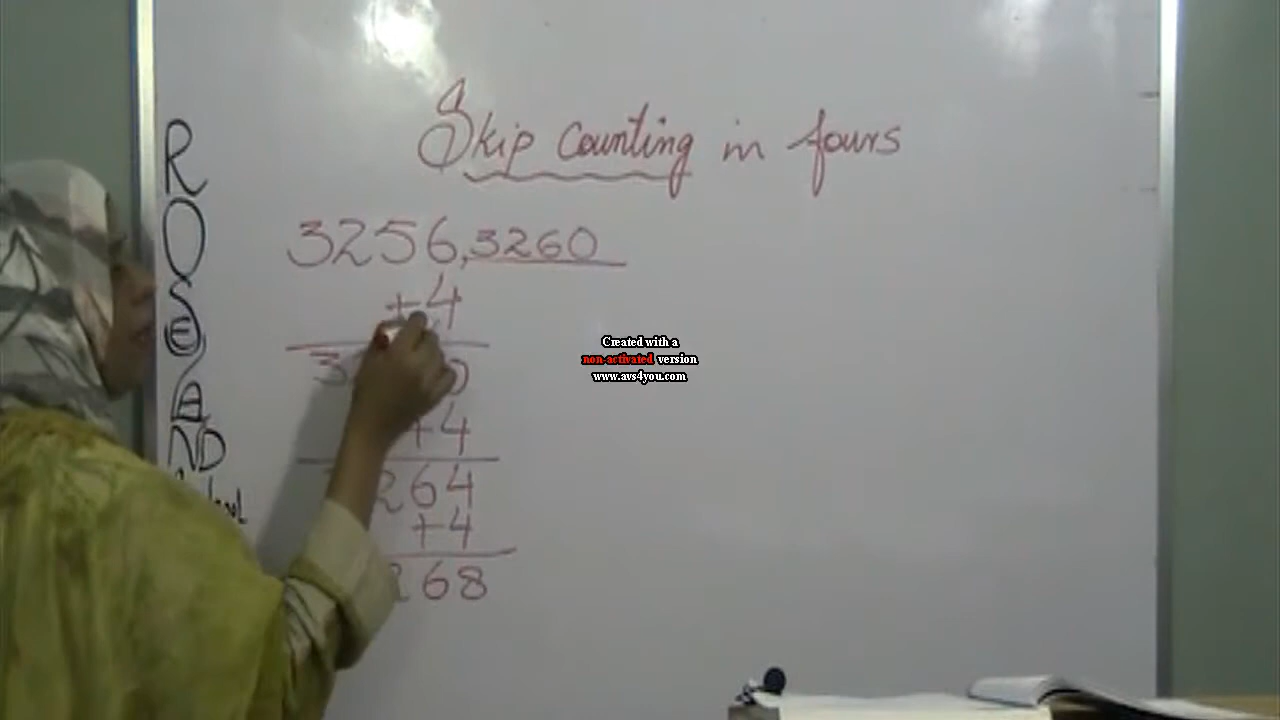 Skip Counting in fours
ROSELAND
3256, 3260
+4
+4
264
+4
268
Created with a
non-activated version
www.avs4you.com